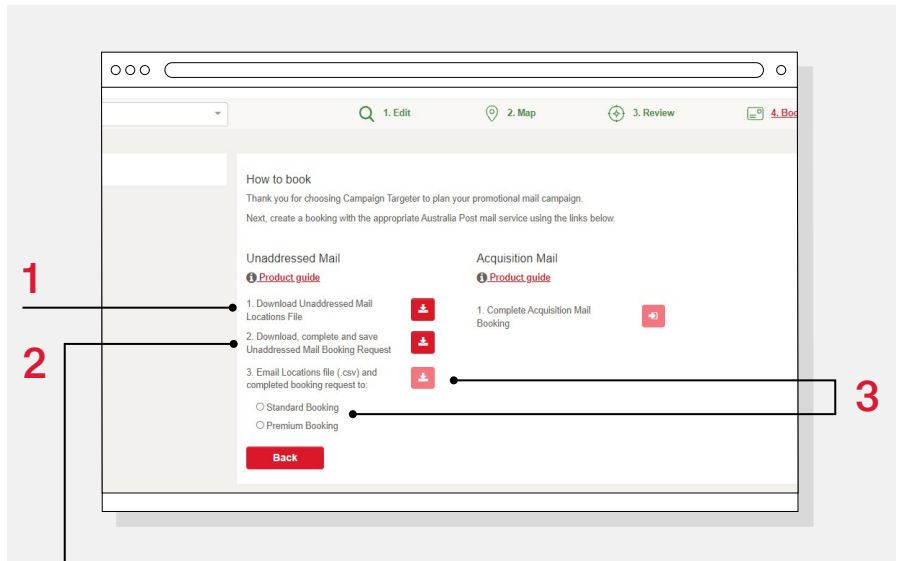 1. Edit
2. Map
3. Review
4. Boo
How to book
Thank you for choosing Campaign Targeter to plan your promotional mail campaign.
Next, create a booking with the appropriate Australia Post mail service using the links below.
Unaddressed Mail
Product guide
1. Download Unaddressed Mail
Locations File
2. Download, complete and save
Unaddressed Mail Booking Request
3. Email Locations file (.csv) and
completed booking request to:
Standard Booking
Premium Booking
Back
Acquisition Mail
Product guide
1. Complete Acquisition Mail
Booking
1
2
3